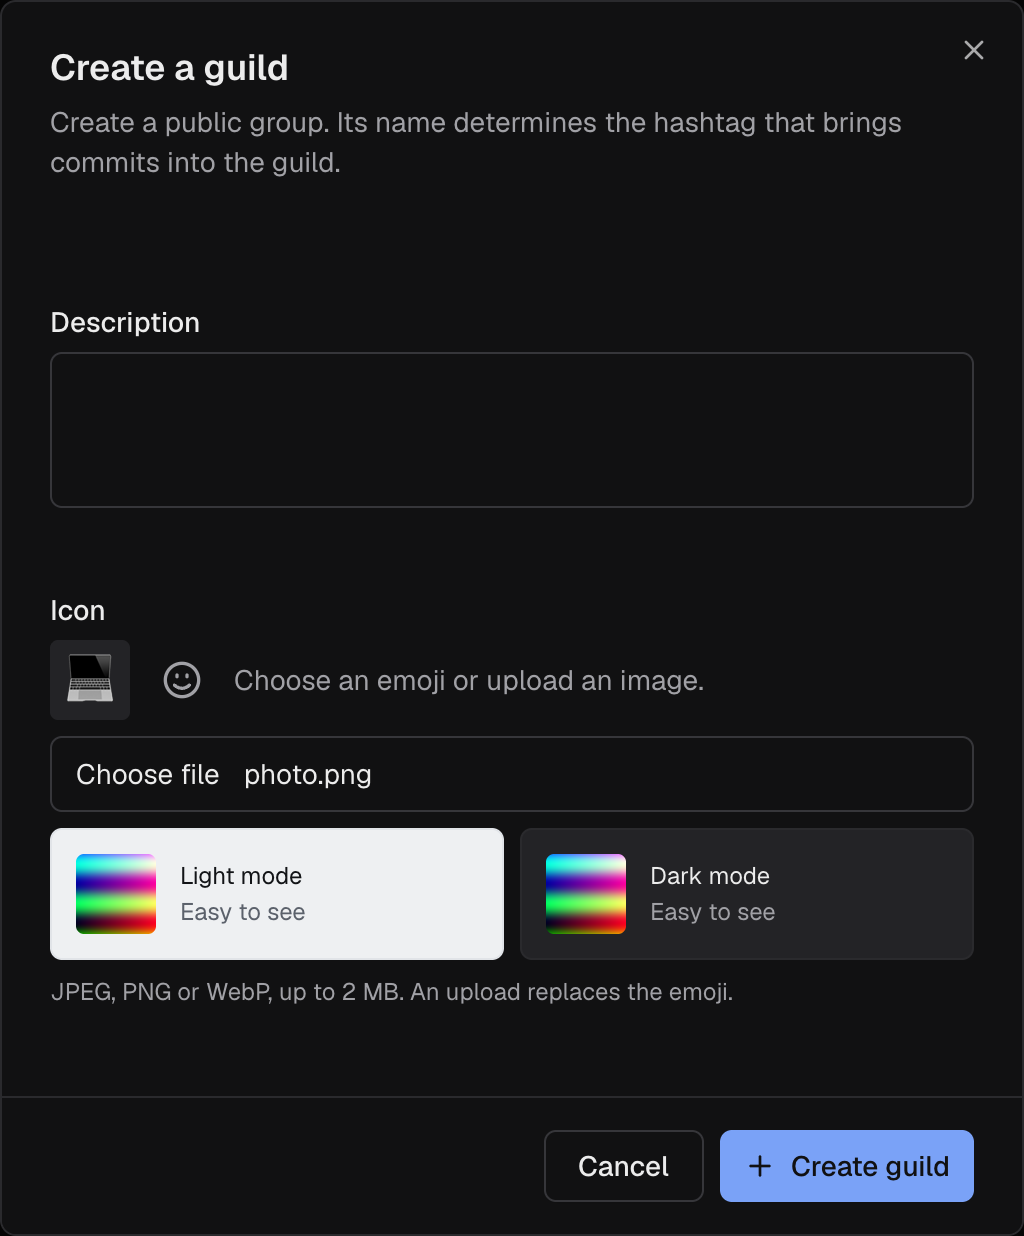 Create a guild
Create a public group. Its name determines the hashtag that brings
commits into the guild.
Description
Icon
Choose an emoji or upload an image.
Choose file photo.png
Light mode
Easy to see
Dark mode
Easy to see
JPEG, PNG or WebP, up to 2 MB. An upload replaces the emoji.
Cancel
Create guild